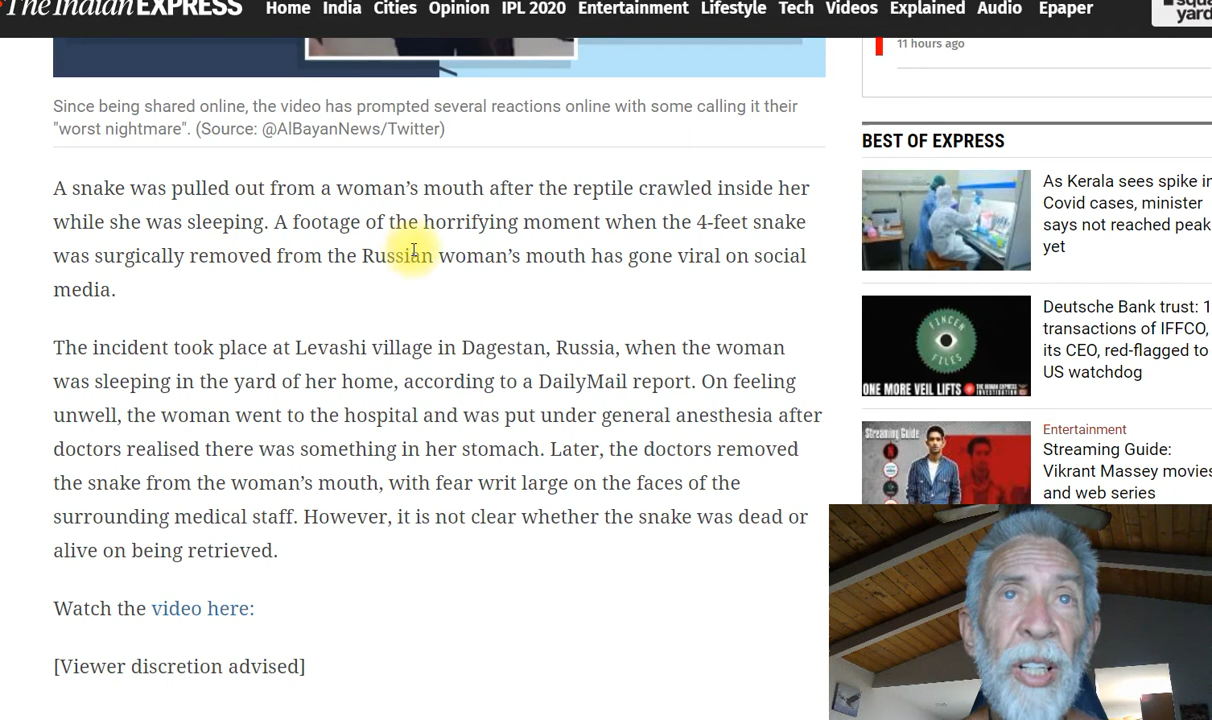 The Indian EXPRESS Home India Cities Opinion IPL 2020 Entertainment Lifestyle Tech Videos Explained Audio Epaper
yard
11 hours ago
Since being shared online, the video has prompted several reactions online with some calling it their
"worst nightmare". (Source: @AlBayanNews/Twitter)
A snake was pulled out from a woman’s mouth after the reptile crawled inside her
while she was sleeping. A footage of the horrifying moment when the 4-feet snake
was surgically removed from the Russian woman’s mouth has gone viral on social
media.
The incident took place at Levashi village in Dagestan, Russia, when the woman
was sleeping in the yard of her home, according to a DailyMail report. On feeling
unwell, the woman went to the hospital and was put under general anesthesia after
doctors realised there was something in her stomach. Later, the doctors removed
the snake from the woman’s mouth, with fear writ large on the faces of the
surrounding medical staff. However, it is not clear whether the snake was dead or
alive on being retrieved.
Watch the video here:
[Viewer discretion advised]
BEST OF EXPRESS
As Kerala sees spike in
Covid cases, minister
says not reached peak
yet
FINCEN
FILES
ONE MORE VEIL LIFTS
Deutsche Bank trust: 1
transactions of IFFCO,
its CEO, red-flagged to
US watchdog
Streaming Guide
Entertainment
Streaming Guide:
Vikrant Massey movies
and web series